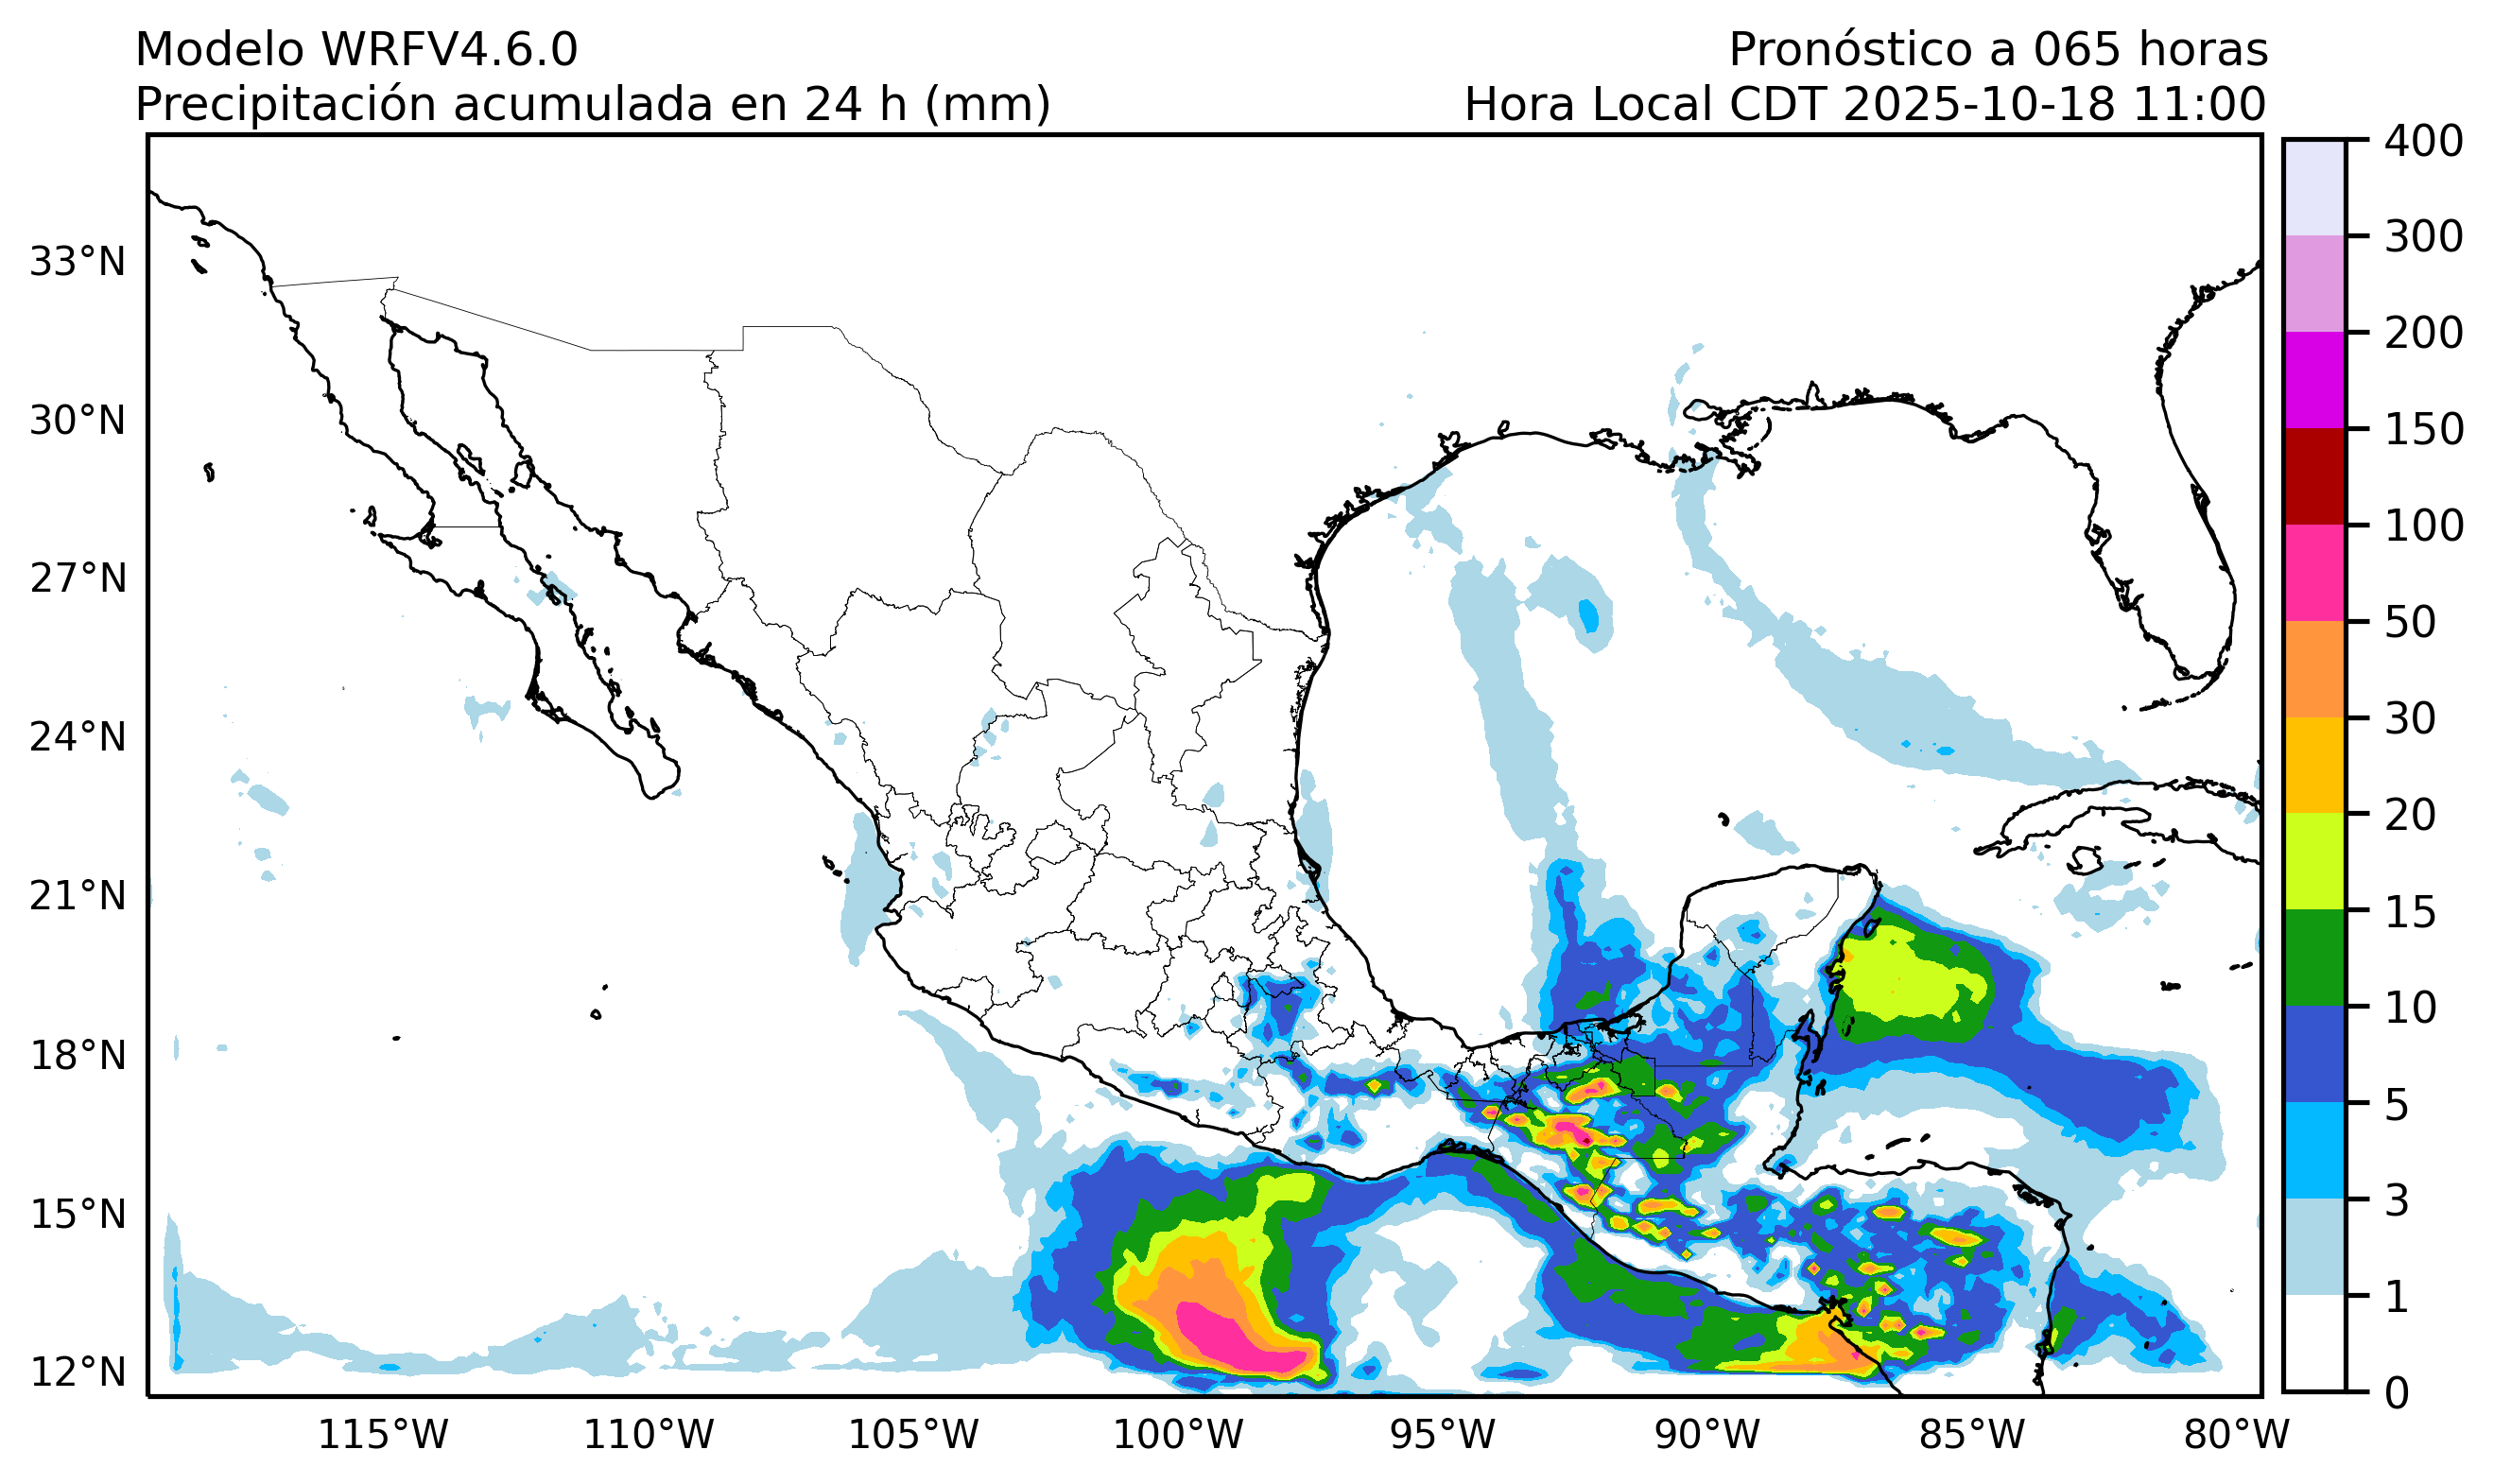 Modelo WRFV4.6.0
Pronóstico a 065 horas
Precipitación acumulada en 24 h (mm)
Hora Local CDT 2025-10-18 11:00
400
300
200
150
100
50
30
20
15
10
5
3
1
0
33°N
30°N
27°N
24°N
21°N
18°N
15°N
12°N
115°W
110°W
105°W
100°W
95°W
90°W
85°W
80°W